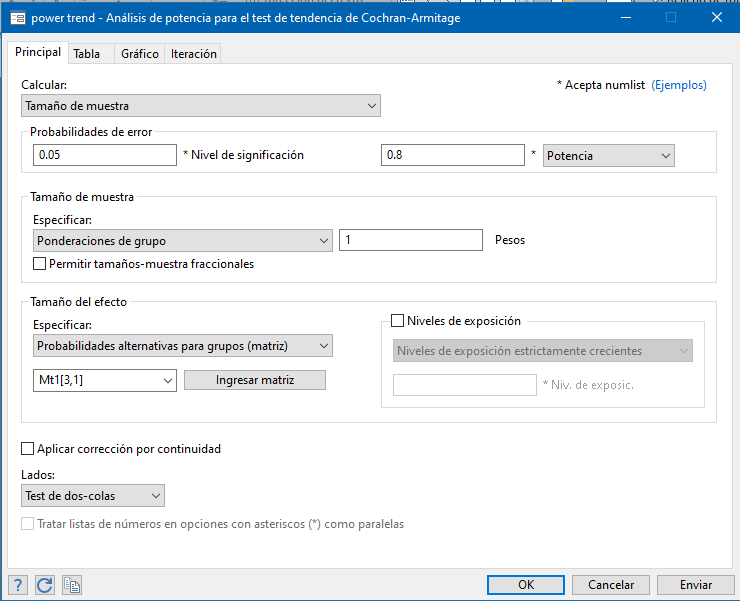 power trend - Análisis de potencia para el test de tendencia de Cochran-Armitage
Principal Tabla Gráfico Iteración
Calcular: * Acepta numlist (Ejemplos)
Tamaño de muestra
Probabilidades de error
0.05 * Nivel de significación 0.8 * Potencia
Tamaño de muestra
Especificar:
Ponderaciones de grupo 1 Pesos
Permitir tamaños-muestra fraccionales
Tamaño del efecto
Especificar: Niveles de exposición
Probabilidades alternativas para grupos (matriz) Niveles de exposición estrictamente crecientes
Mt1[3,1] Ingresar matriz * Niv. de exposic.
Aplicar corrección por continuidad
Lados:
Test de dos-colas
Tratar listas de números en opciones con asteriscos (*) como paralelas
? OK Cancelar Enviar